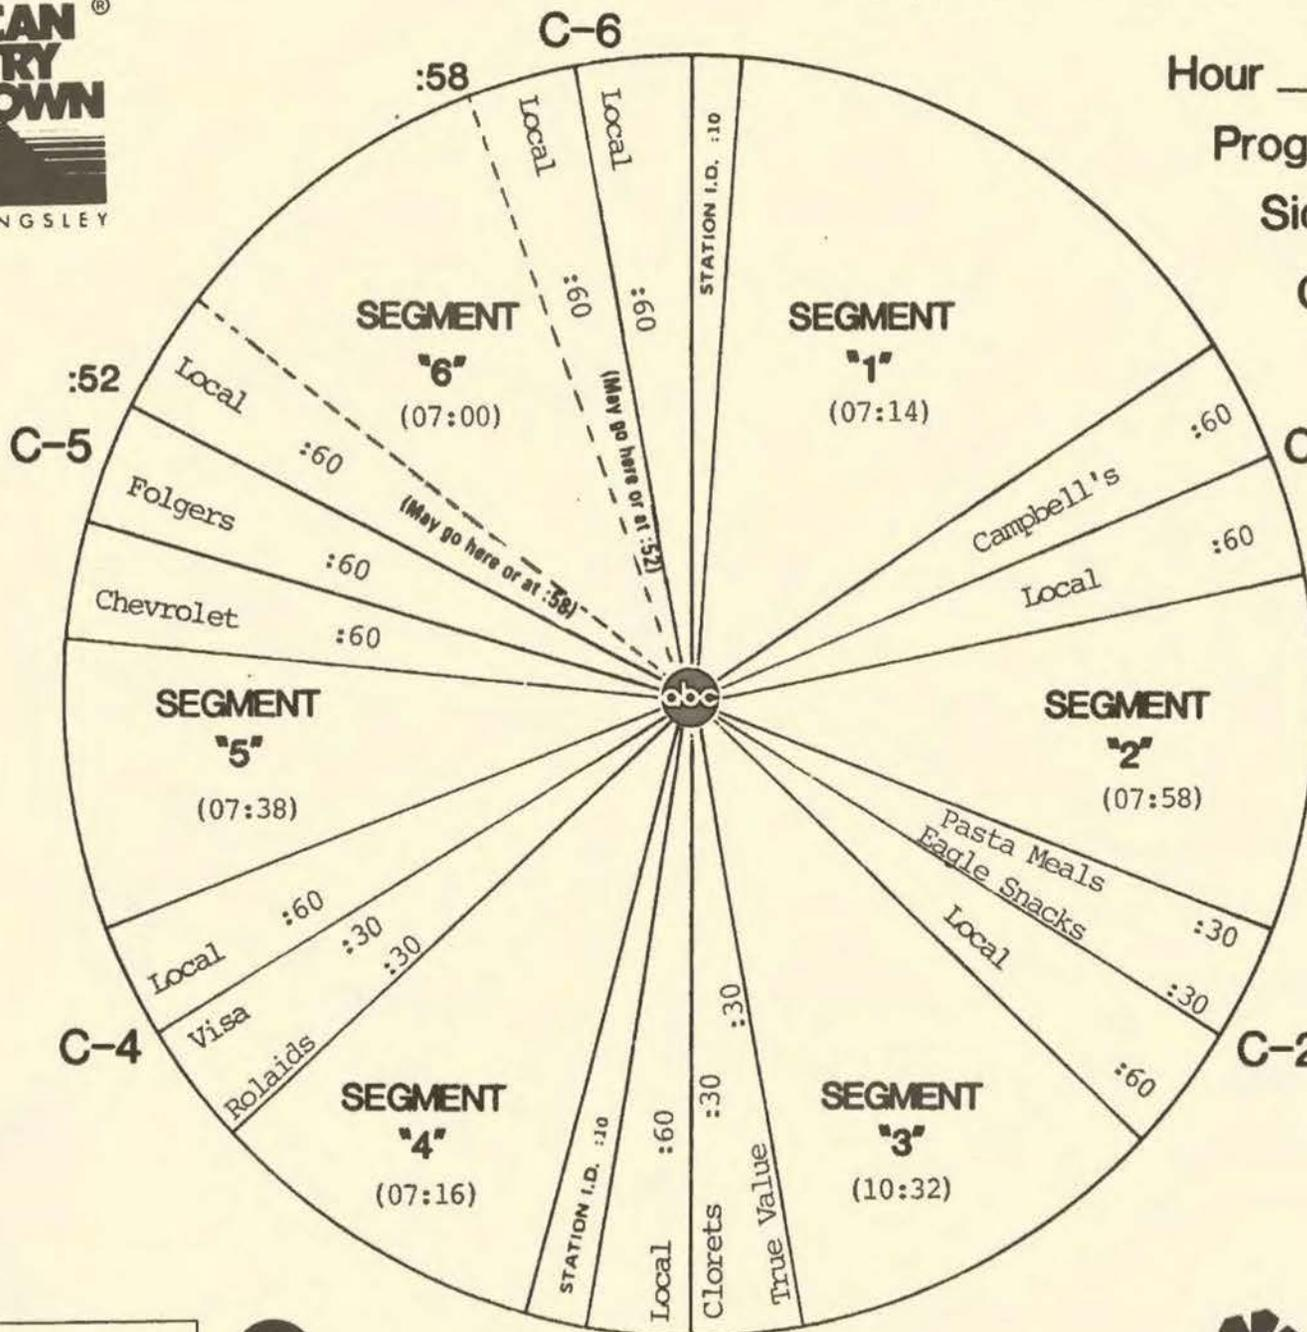 CAN ®
TRY
OWN
NGSLEY
C-6
:58
Hour
Prog
Local :60
Local :60
(May go here or at :52)
STATION I.D. :10
SEGMENT
"1"
(07:14)
Campbell's :60
Local :60
SEGMENT
"2"
(07:58)
Pasta Meals :30
Eagle Snacks :30
C-2
Local :60
SEGMENT
"3"
(10:32)
True Value :30
Clorets :30
Local :60
STATION I.D. :10
SEGMENT
"4"
(07:16)
Rolaids :30
Visa :30
C-4
Local :60
SEGMENT
"5"
(07:38)
Chevrolet :60
Folgers :60
C-5
:52
Local :60
(May go here or at :58)
SEGMENT
"6"
(07:00)
abc